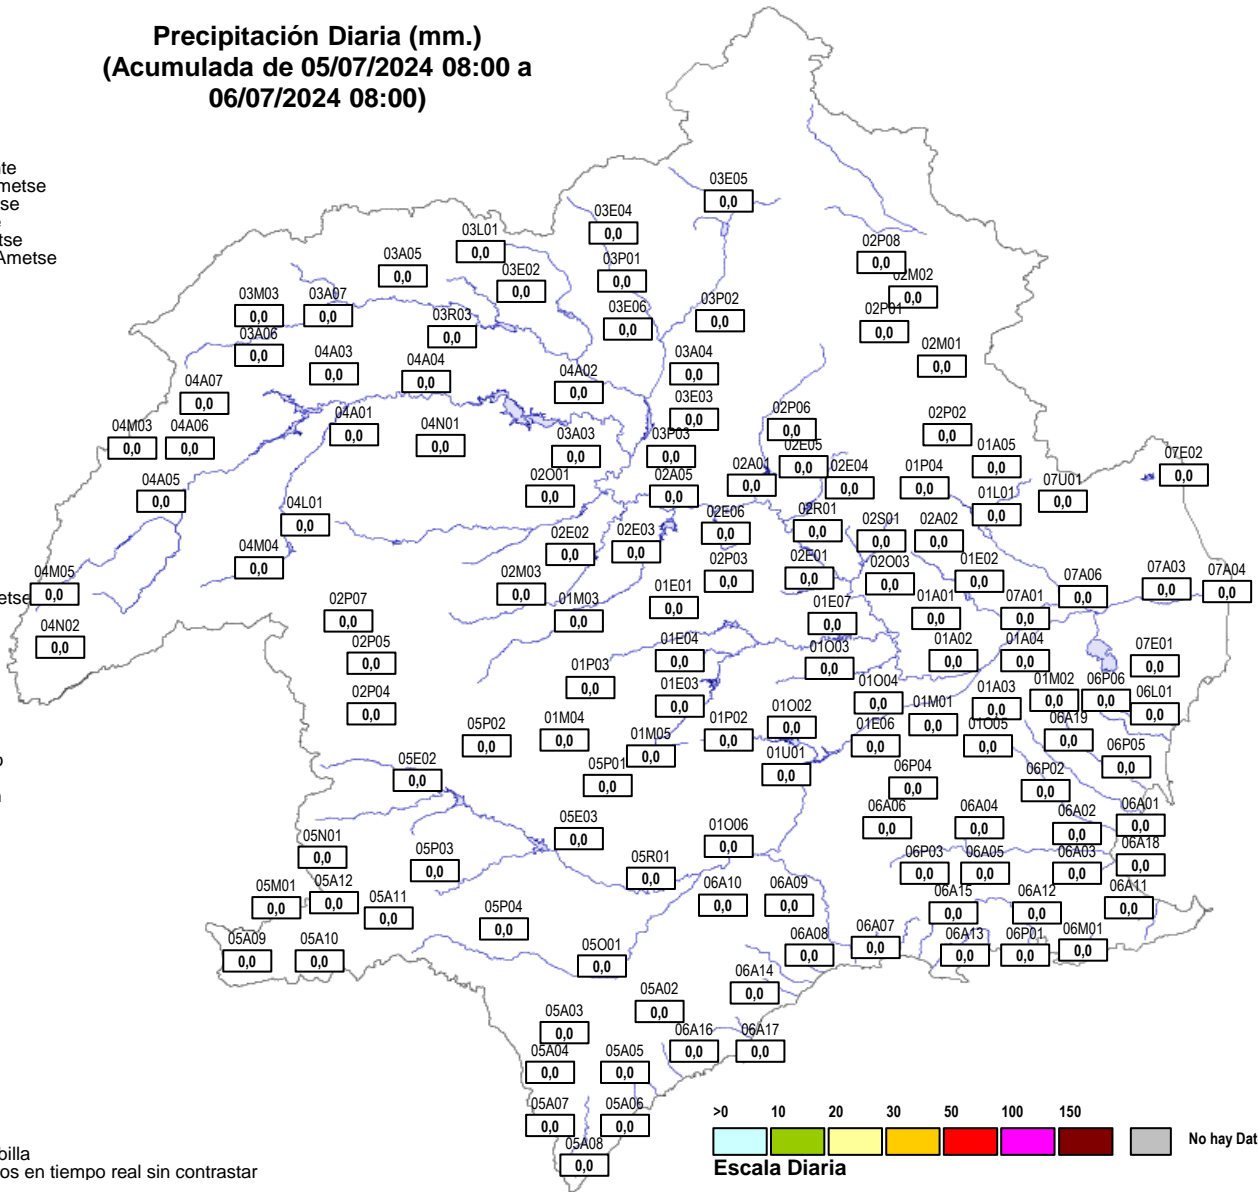 Precipitación Diaria (mm.)
(Acumulada de 05/07/2024 08:00 a
06/07/2024 08:00)
03E05
0,0
03E04
0,0
03L01
0,0
03A05
0,0
03P01
0,0
03E02
0,0
02P08
0,0
02M02
0,0
03M03
0,0
03A07
0,0
03R03
0,0
03E06
0,0
03P02
0,0
02P01
0,0
03A06
0,0
04A03
0,0
04A04
0,0
04A02
0,0
03A04
0,0
02M01
0,0
04A07
0,0
03E03
0,0
04M03
0,0
04A06
0,0
04A01
0,0
04N01
0,0
03A03
0,0
03P03
0,0
02P06
0,0
02P02
0,0
02E05
0,0
01A05
0,0
07E02
0,0
04A05
0,0
02O01
0,0
02A05
0,0
02A01
0,0
02E04
0,0
01P04
0,0
07U01
0,0
01L01
0,0
04L01
0,0
02E06
0,0
02R01
0,0
02S01
0,0
02A02
0,0
04M04
0,0
02E02
0,0
02E03
0,0
02P03
0,0
02E01
0,0
02O03
0,0
01E02
0,0
04M05
0,0
etse
02M03
0,0
01E01
0,0
07A06
0,0
07A03
0,0
07A04
0,0
02P07
0,0
01M03
0,0
01E07
0,0
01A01
0,0
07A01
0,0
04N02
0,0
02P05
0,0
01E04
0,0
01O03
0,0
01A02
0,0
01A04
0,0
07E01
0,0
01P03
0,0
02P04
0,0
01E03
0,0
01O04
0,0
01A03
0,0
01M02
0,0
06P06
0,0
06L01
0,0
05P02
0,0
01M04
0,0
01M05
0,0
01P02
0,0
01O02
0,0
01E06
0,0
01M01
0,0
01O05
0,0
06A19
0,0
05E02
0,0
05P01
0,0
01U01
0,0
06P04
0,0
06P02
0,0
06P05
0,0
05E03
0,0
01O06
0,0
06A06
0,0
06A04
0,0
06A02
0,0
06A01
0,0
05N01
0,0
05P03
0,0
05R01
0,0
06P03
0,0
06A05
0,0
06A03
0,0
06A18
0,0
05M01
0,0
05A12
0,0
05A11
0,0
06A10
0,0
06A09
0,0
06A15
0,0
06A12
0,0
06A11
0,0
05P04
0,0
05A09
0,0
05A10
0,0
05O01
0,0
06A08
0,0
06A07
0,0
06A13
0,0
06P01
0,0
06M01
0,0
05A02
0,0
06A14
0,0
05A03
0,0
06A16
0,0
06A17
0,0
05A04
0,0
05A05
0,0
05A07
0,0
05A06
0,0
05A08
0,0
>0 10 20 30 50 100 150
No hay Dat
Escala Diaria
billa
os en tiempo real sin contrastar